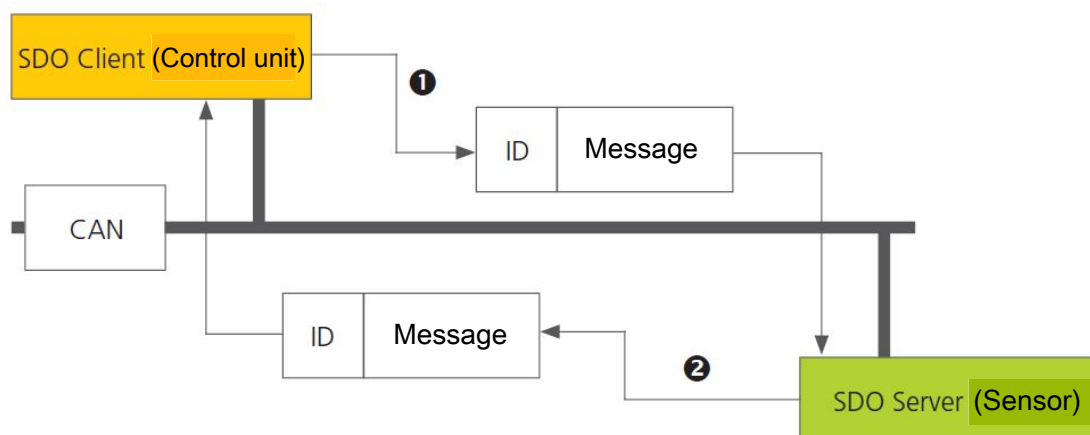 SDO Client (Control unit)
❶
ID Message
CAN
ID Message
❷
SDO Server (Sensor)